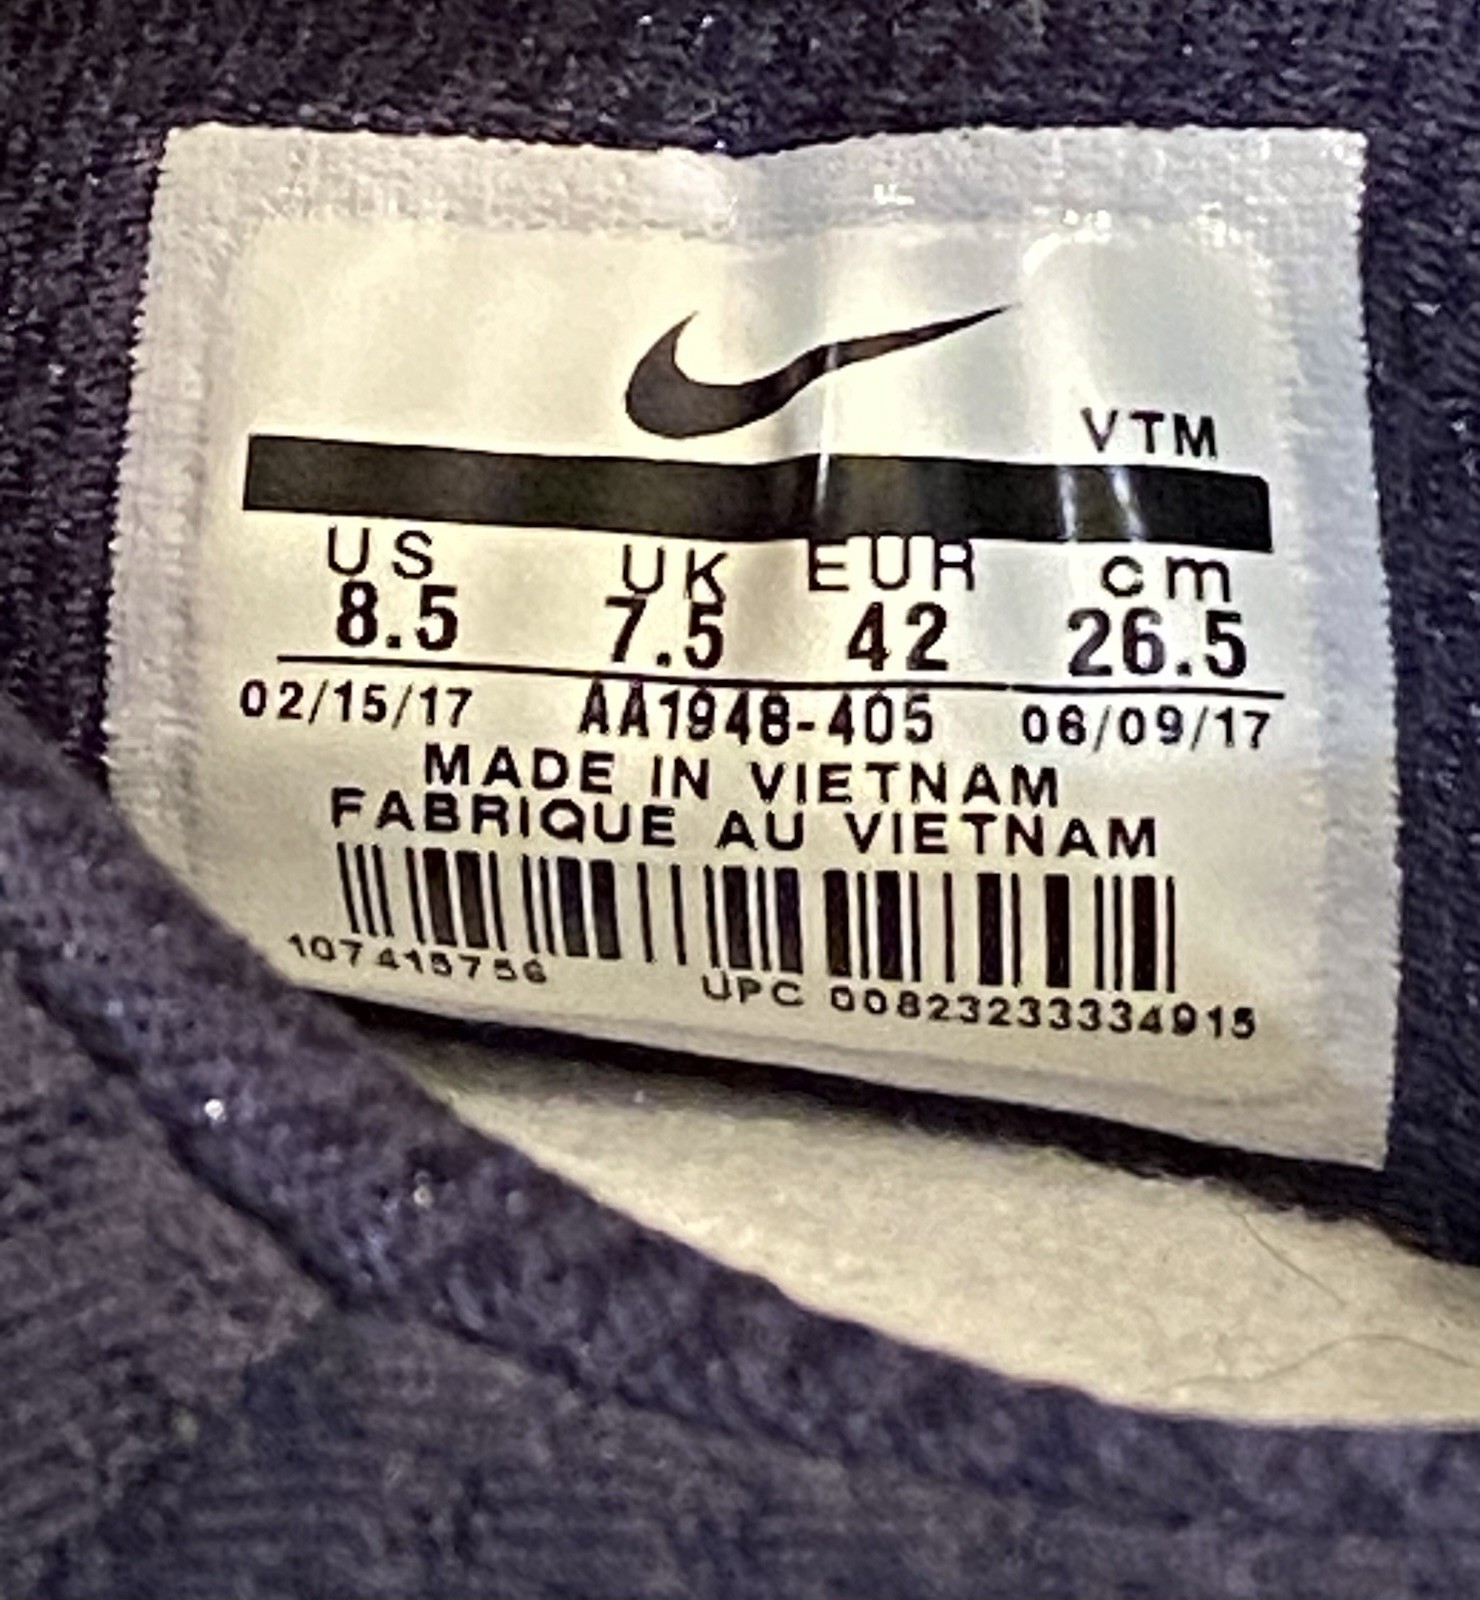 VTM
US UK EUR cm
8.5 7.5 42 26.5
02/15/17 AA1948-405 06/09/17
MADE IN VIETNAM
FABRIQUE AU VIETNAM
107415756 UPC 00823233334915